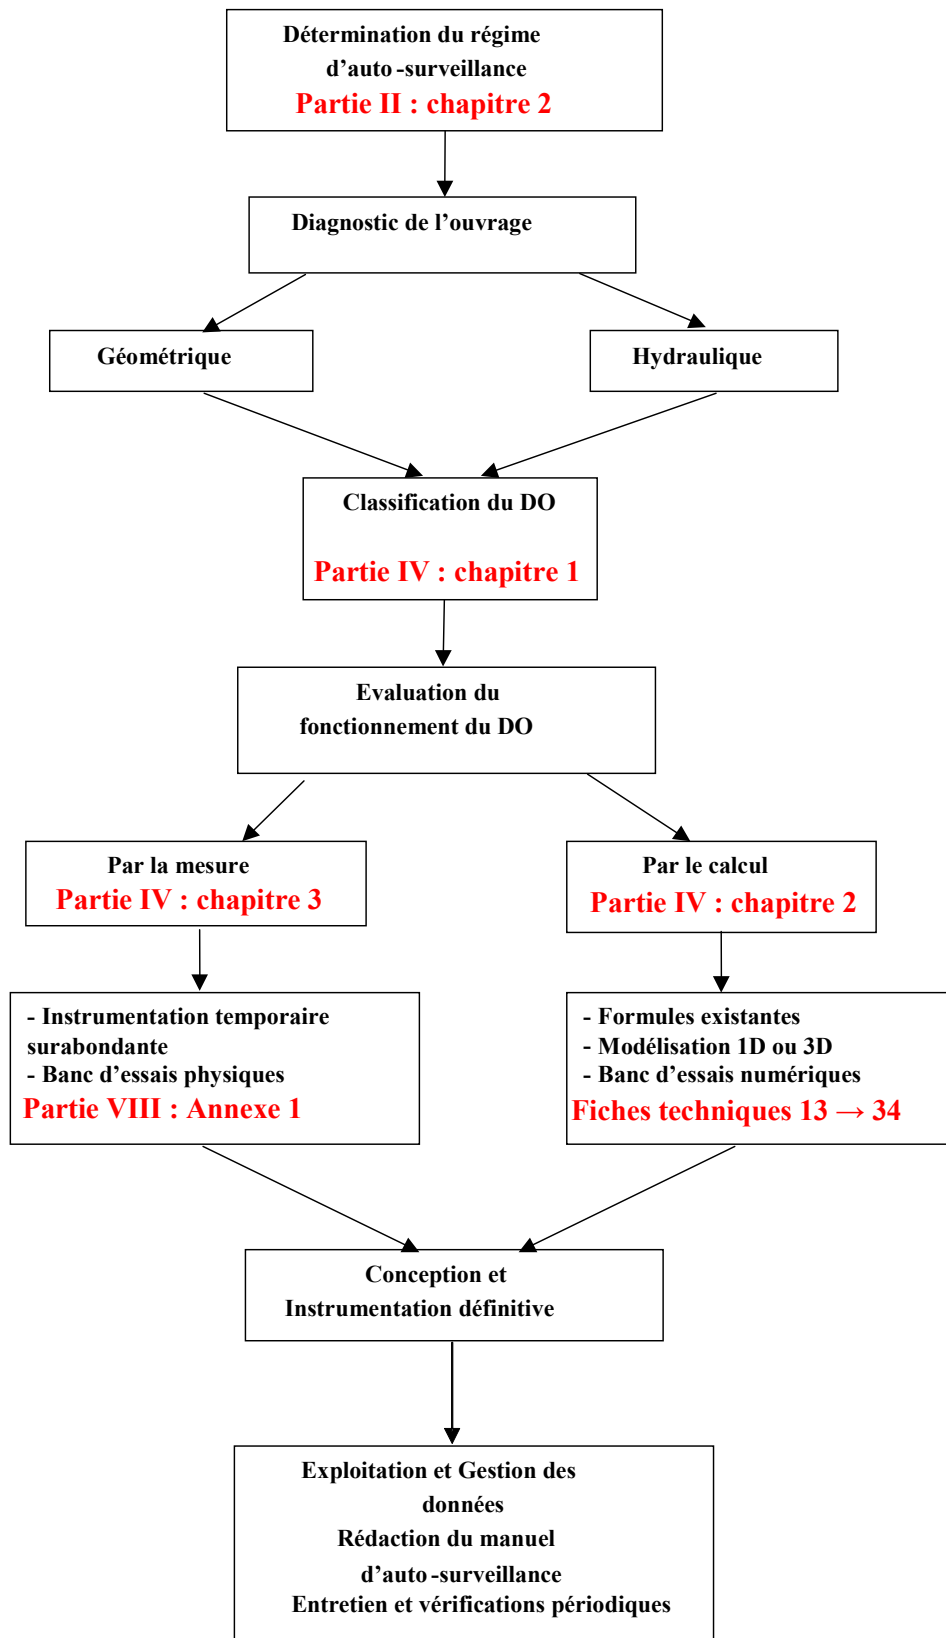 Détermination du régime
d’auto-surveillance
Partie II : chapitre 2
Diagnostic de l’ouvrage
Géométrique
Hydraulique
Classification du DO
Partie IV : chapitre 1
Evaluation du
fonctionnement du DO
Par la mesure
Partie IV : chapitre 3
Par le calcul
Partie IV : chapitre 2
- Instrumentation temporaire
surabondante
- Banc d’essais physiques
Partie VIII : Annexe 1
- Formules existantes
- Modélisation 1D ou 3D
- Banc d’essais numériques
Fiches techniques 13 → 34
Conception et
Instrumentation définitive
Exploitation et Gestion des
données
Rédaction du manuel
d’auto-surveillance
Entretien et vérifications périodiques